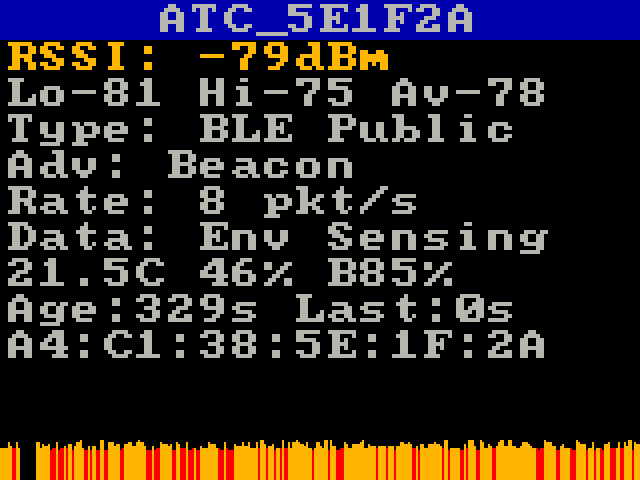 ATC_5E1F2A
RSSI: -79dBm
Lo-81 Hi-75 Av-78
Type: BLE Public
Adv: Beacon
Rate: 8 pkt/s
Data: Env Sensing
21.5C 46% B85%
Age:329s Last:0s
A4:C1:38:5E:1F:2A